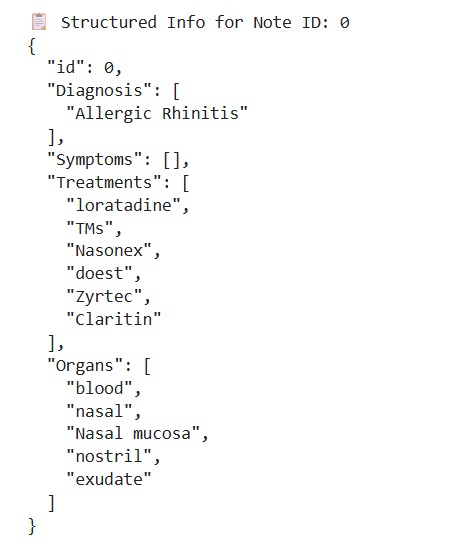 📋 Structured Info for Note ID: 0
{
  "id": 0,
  "Diagnosis": [
    "Allergic Rhinitis"
  ],
  "Symptoms": [],
  "Treatments": [
    "loratadine",
    "TMs",
    "Nasonex",
    "doest",
    "Zyrtec",
    "Claritin"
  ],
  "Organs": [
    "blood",
    "nasal",
    "Nasal mucosa",
    "nostril",
    "exudate"
  ]
}